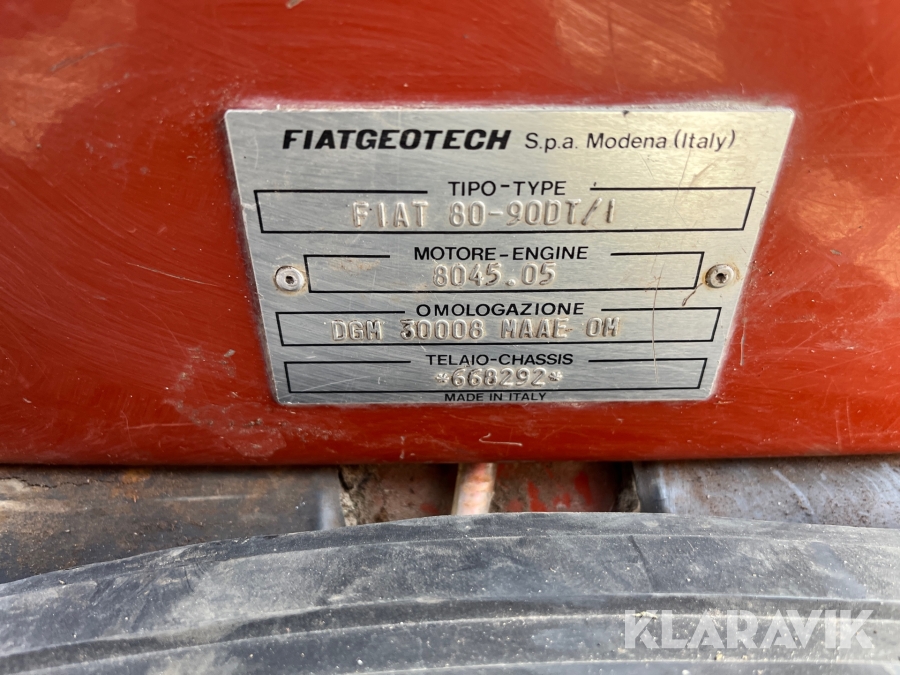 FIATGEOTECH S.p.a. Modena (Italy)
TIPO-TYPE
FIAT 80-90DT/1
MOTORE-ENGINE
8045.05
OMOLOGAZIONE
DGM 30006 MAAE OM
TELAIO-CHASSIS
*668292*
MADE IN ITALY
KLARAVIK